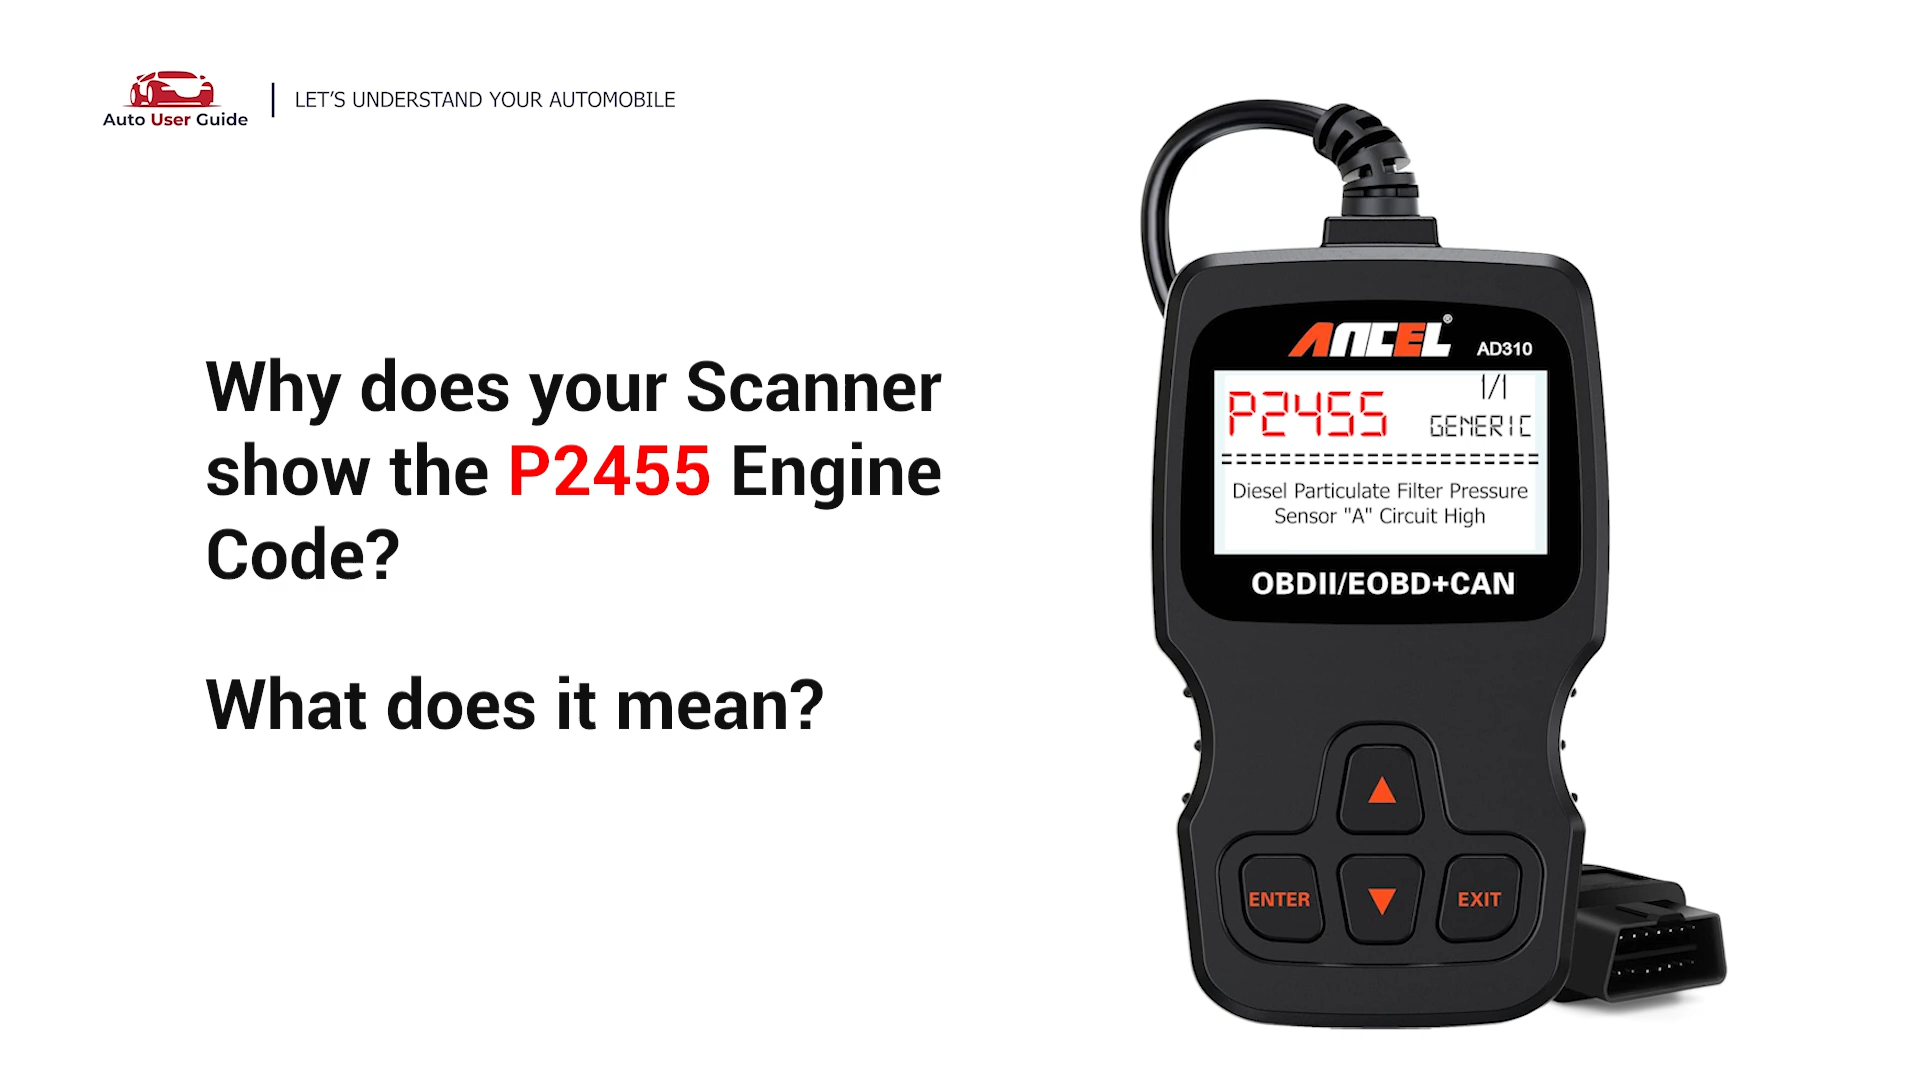 Auto User Guide
LET’S UNDERSTAND YOUR AUTOMOBILE
Why does your Scanner
show the P2455 Engine
Code?
What does it mean?
ANCEL®
AD310
P2455
1/1
GENERIC
======================
Diesel Particulate Filter Pressure
Sensor "A" Circuit High
OBDII/EOBD+CAN
ENTER
EXIT